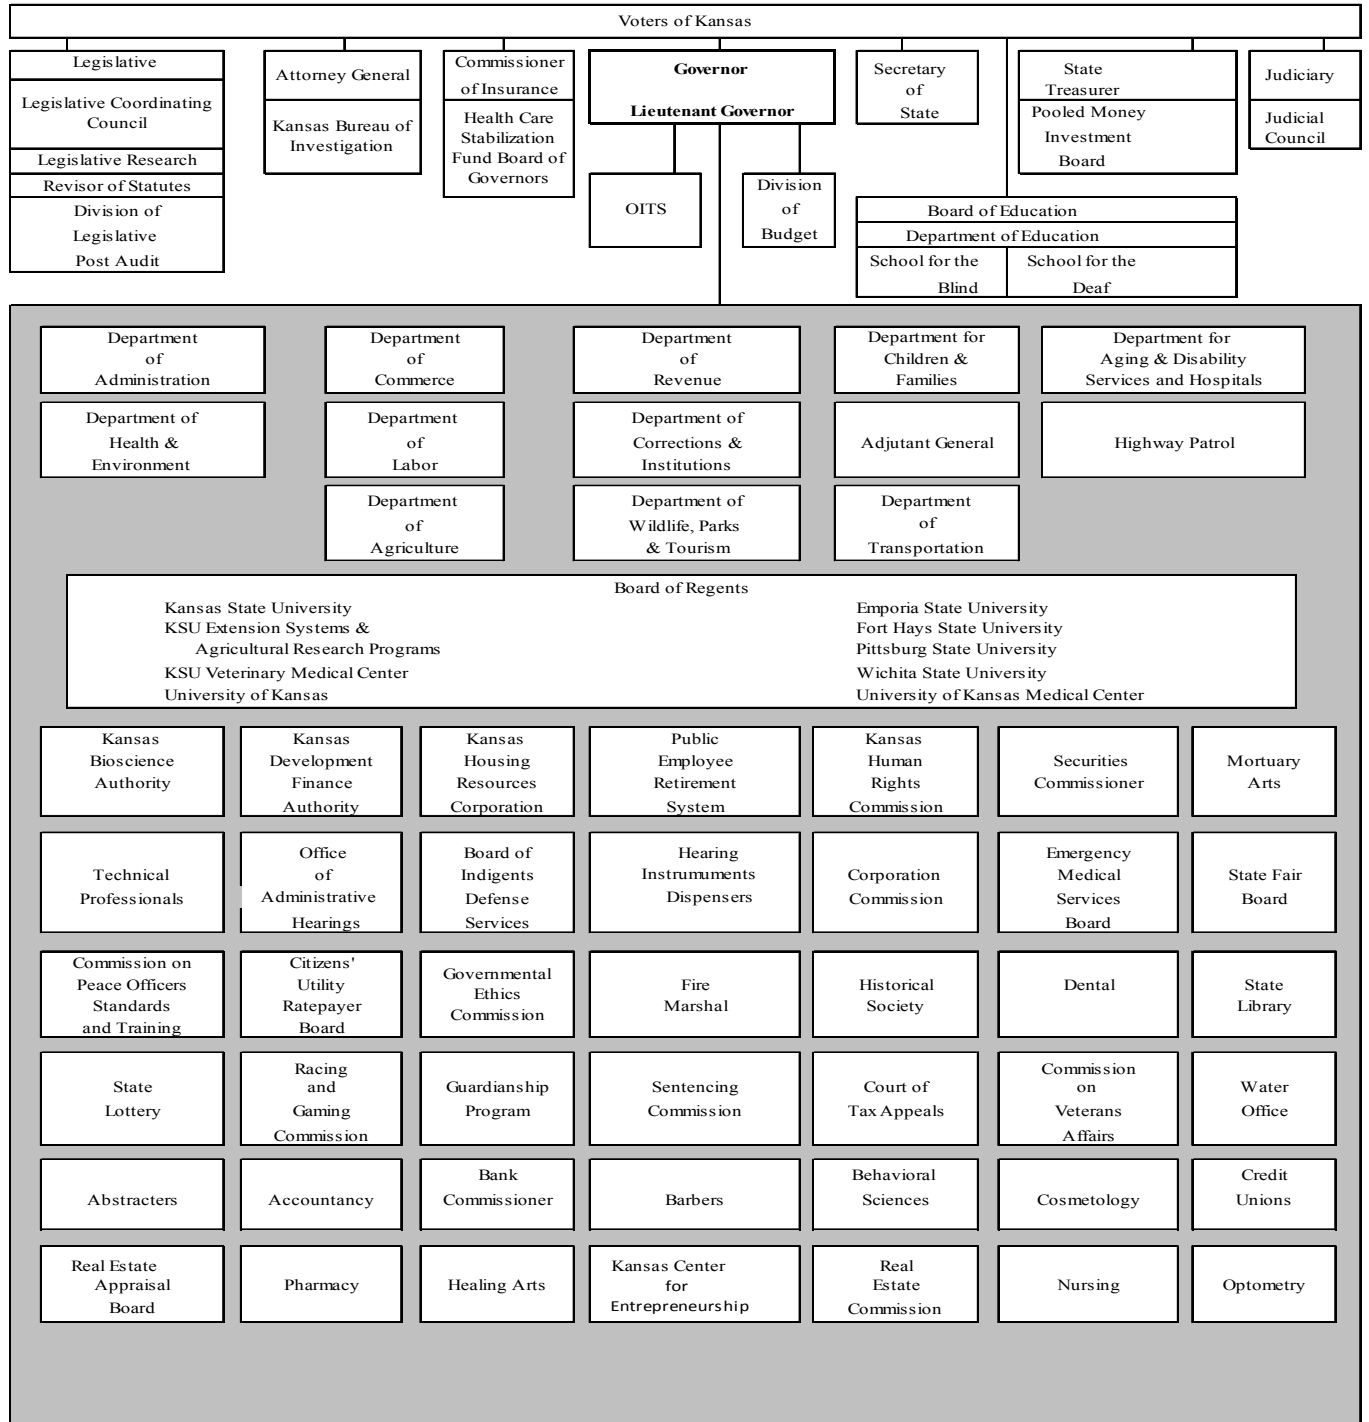 Voters of Kansas
Legislative
Legislative Coordinating
Council
Legislative Research
Revisor of Statutes
Division of
Legislative
Post Audit
Attorney General
Kansas Bureau of
Investigation
Commissioner
of Insurance
Health Care
Stabilization
Fund Board of
Governors
Governor
Lieutenant Governor
OITS
Division
of
Budget
Secretary
of
State
State
Treasurer
Pooled Money
Investment
Board
Judiciary
Judicial
Council
Board of Education
Department of Education
School for the
Blind
School for the
Deaf
Department
of
Administration
Department
of
Commerce
Department
of
Revenue
Department for
Children &
Families
Department for
Aging & Disability
Services and Hospitals
Department of
Health &
Environment
Department
of
Labor
Department of
Corrections &
Institutions
Adjutant General
Highway Patrol
Department
of
Agriculture
Department of
Wildlife, Parks
& Tourism
Department
of
Transportation
Board of Regents
Kansas State University
KSU Extension Systems &
Agricultural Research Programs
KSU Veterinary Medical Center
University of Kansas
Emporia State University
Fort Hays State University
Pittsburg State University
Wichita State University
University of Kansas Medical Center
Kansas
Bioscience
Authority
Kansas
Development
Finance
Authority
Kansas
Housing
Resources
Corporation
Public
Employee
Retirement
System
Kansas
Human
Rights
Commission
Securities
Commissioner
Mortuary
Arts
Technical
Professionals
Office
of
Administrative
Hearings
Board of
Indigents
Defense
Services
Hearing
Instrumuments
Dispensers
Corporation
Commission
Emergency
Medical
Services
Board
State Fair
Board
Commission on
Peace Officers
Standards
and Training
Citizens'
Utility
Ratepayer
Board
Governmental
Ethics
Commission
Fire
Marshal
Historical
Society
Dental
State
Library
State
Lottery
Racing
and
Gaming
Commission
Guardianship
Program
Sentencing
Commission
Court of
Tax Appeals
Commission
on
Veterans
Affairs
Water
Office
Abstracters
Accountancy
Bank
Commissioner
Barbers
Behavioral
Sciences
Cosmetology
Credit
Unions
Real Estate
Appraisal
Board
Pharmacy
Healing Arts
Kansas Center
for
Entrepreneurship
Real
Estate
Commission
Nursing
Optometry